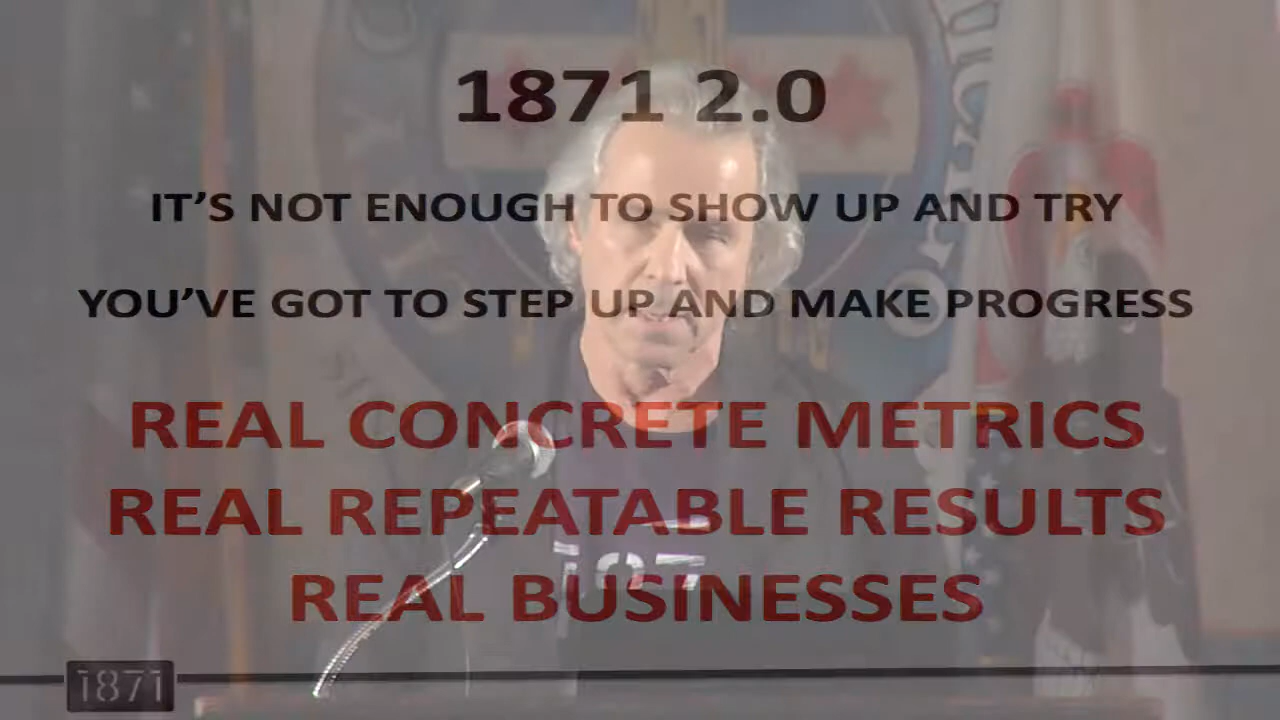 1871 2.0
IT'S NOT ENOUGH TO SHOW UP AND TRY
YOU'VE GOT TO STEP UP AND MAKE PROGRESS
REAL CONCRETE METRICS
REAL REPEATABLE RESULTS
REAL BUSINESSES
1871